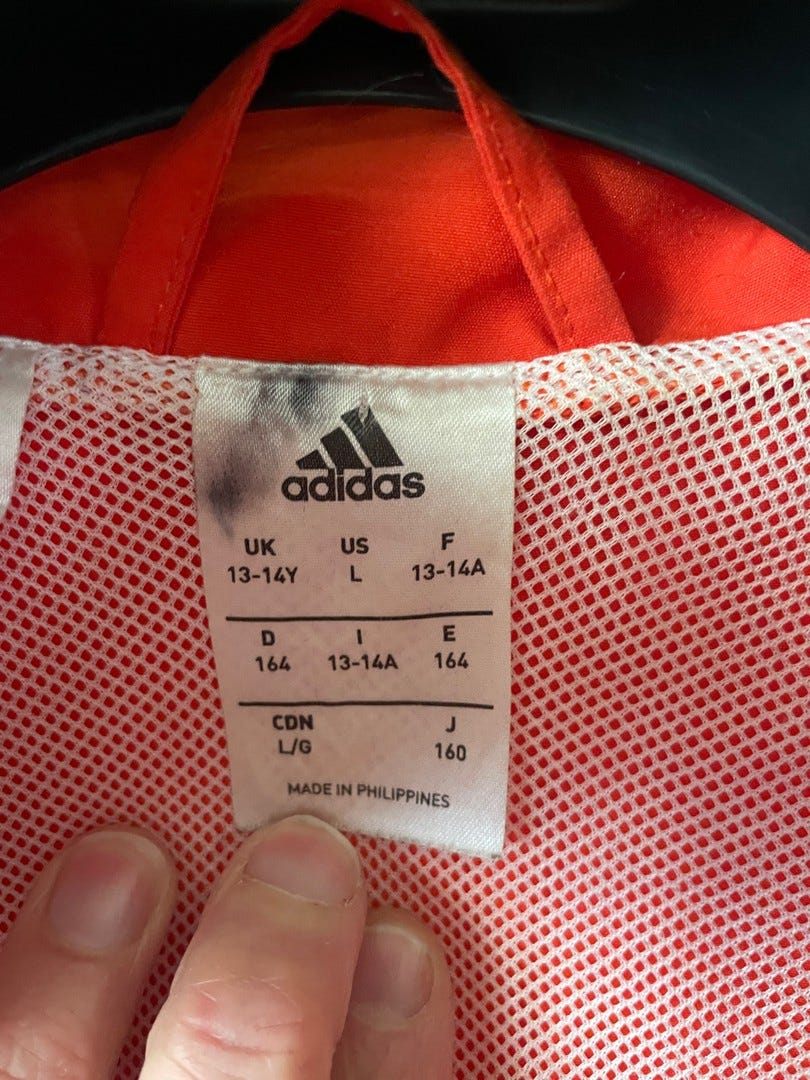 adidas
UK US F
13-14Y L 13-14A
D I E
164 13-14A 164
CDN J
L/G 160
MADE IN PHILIPPINES